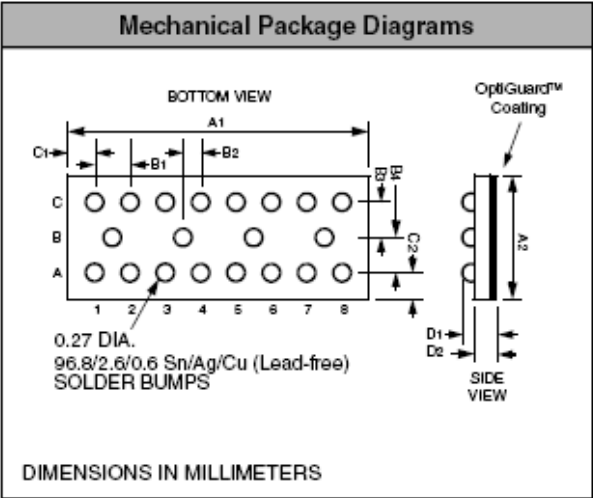 Mechanical Package Diagrams
BOTTOM VIEW
OptiGuard™
Coating
A1
C1
B1
B2
B3
B4
C
B
A
C2
A2
1 2 3 4 5 6 7 8
0.27 DIA.
96.8/2.6/0.6 Sn/Ag/Cu (Lead-free)
SOLDER BUMPS
D1
D2
SIDE
VIEW
DIMENSIONS IN MILLIMETERS